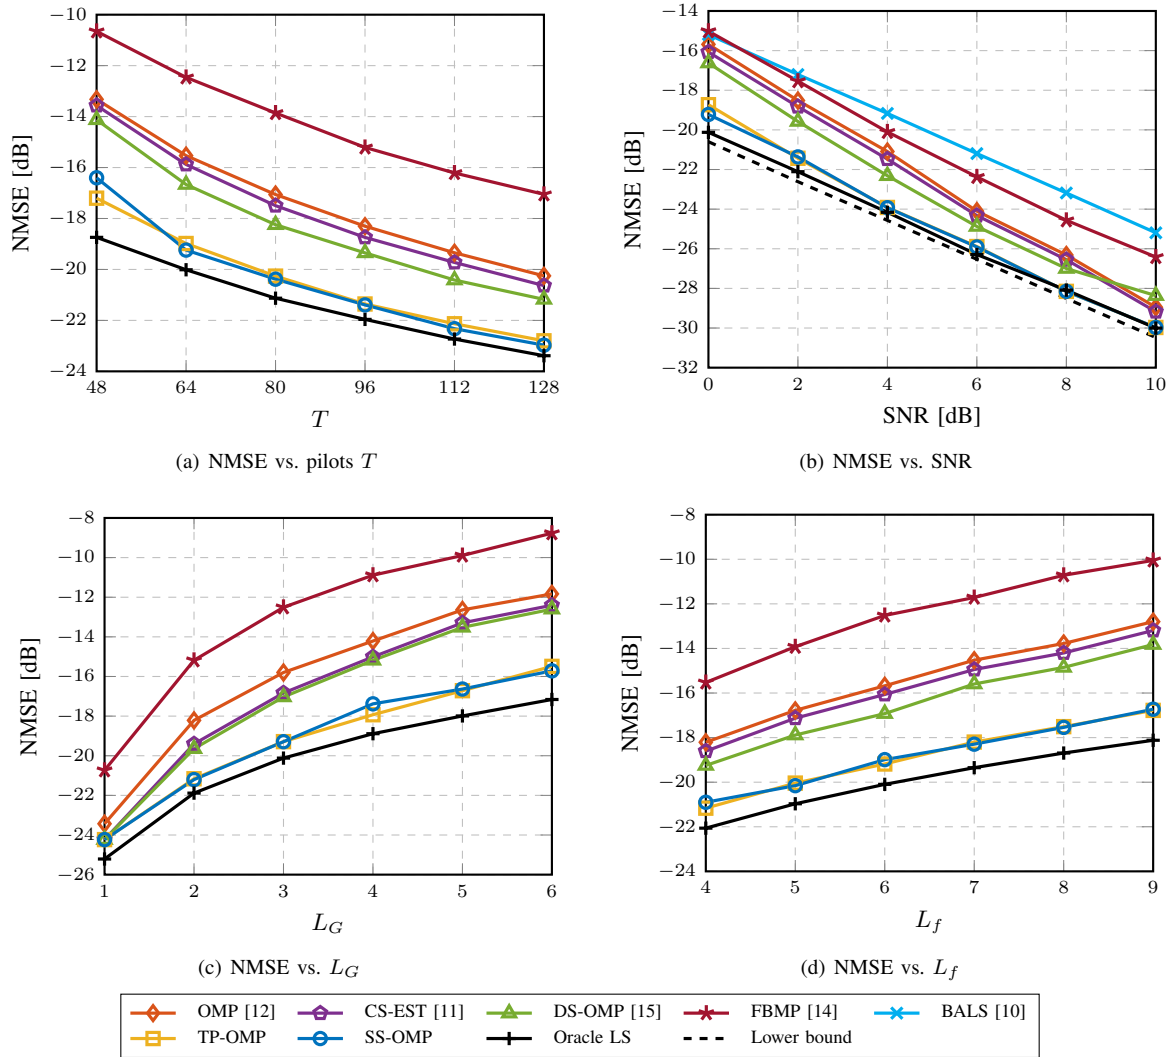 −10
−12
−14
−16
−18
−20
−22
−24
NMSE [dB]
48 64 80 96 112 128
T
(a) NMSE vs. pilots T
−14
−16
−18
−20
−22
−24
−26
−28
−30
−32
NMSE [dB]
0 2 4 6 8 10
SNR [dB]
(b) NMSE vs. SNR
−8
−10
−12
−14
−16
−18
−20
−22
−24
−26
NMSE [dB]
1 2 3 4 5 6
L_G
(c) NMSE vs. L_G
−8
−10
−12
−14
−16
−18
−20
−22
−24
NMSE [dB]
4 5 6 7 8 9
L_f
(d) NMSE vs. L_f
OMP [12] CS-EST [11] DS-OMP [15] FBMP [14] BALS [10]
TP-OMP SS-OMP Oracle LS Lower bound